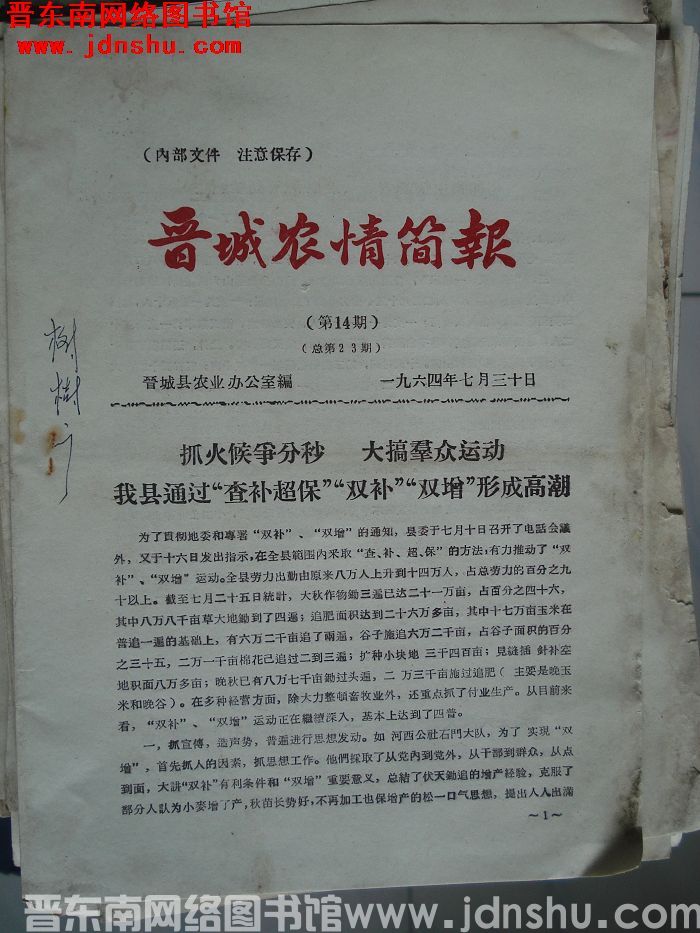 晋东南网络图书馆
www.jdnshu.com
（內部文件 注意保存）
晋城农情简報
（第14期）
（总第23期）
晉城县农业办公室編 一九六四年七月三十日
抓火候爭分秒 大搞羣众运动
我县通过“査补超保”“双补”“双增”形成高潮
为了貫彻地委和專署“双补”、“双增”的通知，县委于七月十日召开了电話会議
外，又于十六日发出指示，在全县範囲內釆取“査、补、超、保”的方法；有力推动了“双
补”、“双增”运动。全县劳力出勤由原来八万人上升到十四万人，占总劳力的百分之九
十以上。截至七月二十五日統計，大秋作物鋤三遍已达二十一万亩，占百分之四十六，
其中八万八千亩草大地鋤到了四遍；追肥面积达到二十六万多亩，其中十七万亩玉米在
普追一遍的基础上，有六万二千亩追了兩遍，谷子施追六万二千亩，占谷子面积的百分
之三十五，二万一千亩棉花已追过二到三遍；扩种小块地 三千四百亩；見縫插 針补空
地积面八万多亩；晚秋已有八万七千亩鋤过头遍，二 万三千亩施过追肥（ 主要是晚玉
米和晚谷）。在多种経营方面，除大力整頓畜牧业外，还重点抓了付业生产。从目前来
看，“双补”、“双增”运动正在繼續深入，基本上达到了四普。
一，抓宣傳，造声势，普遍进行思想发动。如 河西公社石門大队，为了 实現“双
增”，首先抓人的因素，抓思想工作。他們採取了从党內到党外，从干部到群众，从点
到面，大講“双补”有利条件和“双增”重要意义，总結了伏天鋤追的增产経驗，克服了
部分人訤为小麥增了产，秋苗长势好，不再加工也保增产的松一口气思想，提出人人出滿
～1～
树
樹
晋东南网络图书馆www.jdnshu.com